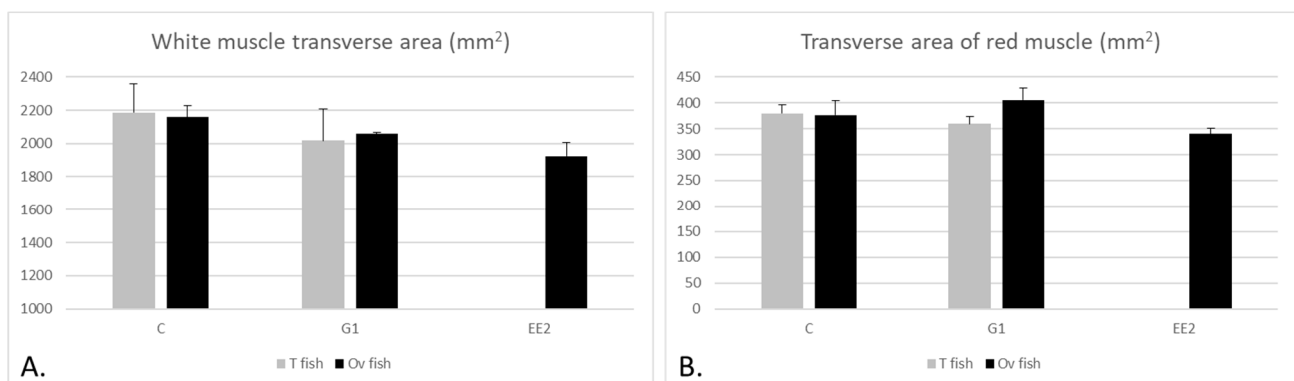 White muscle transverse area (mm²)
2400
2200
2000
1800
1600
1400
1200
1000
C
G1
EE2
T fish
Ov fish
A.
Transverse area of red muscle (mm²)
450
400
350
300
250
200
150
100
50
0
C
G1
EE2
T fish
Ov fish
B.